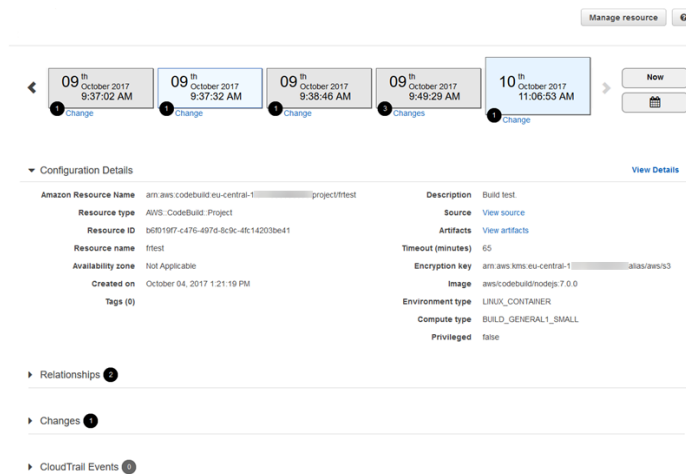 Manage resource
09 th October 2017 9:37:02 AM
1 Change
09 th October 2017 9:37:32 AM
1 Change
09 th October 2017 9:38:46 AM
1 Change
09 th October 2017 9:49:29 AM
3 Changes
10 th October 2017 11:06:53 AM
1 Change
Now
Configuration Details
View Details
Amazon Resource Name arn:aws:codebuild:eu-central-1 project/frtest
Resource type AWS::CodeBuild::Project
Resource ID b6f019f7-c476-497d-8c9c-4fc14203be41
Resource name frtest
Availability zone Not Applicable
Created on October 04, 2017 1:21:19 PM
Tags (0)
Description Build test
Source View source
Artifacts View artifacts
Timeout (minutes) 65
Encryption key arn:aws:kms:eu-central-1 alias/aws/s3
Image aws/codebuild/nodejs:7.0.0
Environment type LINUX_CONTAINER
Compute type BUILD_GENERAL1_SMALL
Privileged false
Relationships 2
Changes 1
CloudTrail Events 0